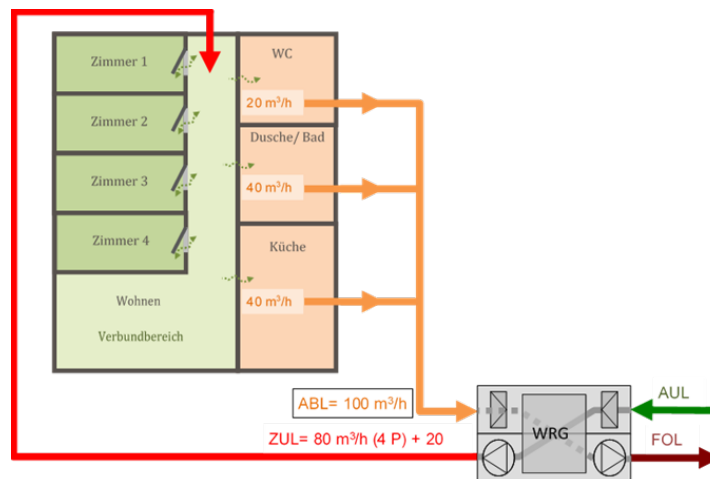 Zimmer 1
WC
20 m³/h
Zimmer 2
Dusche/ Bad
Zimmer 3
40 m³/h
Zimmer 4
Küche
Wohnen
40 m³/h
Verbundbereich
ABL= 100 m³/h
AUL
WRG
ZUL= 80 m³/h (4 P) + 20
FOL